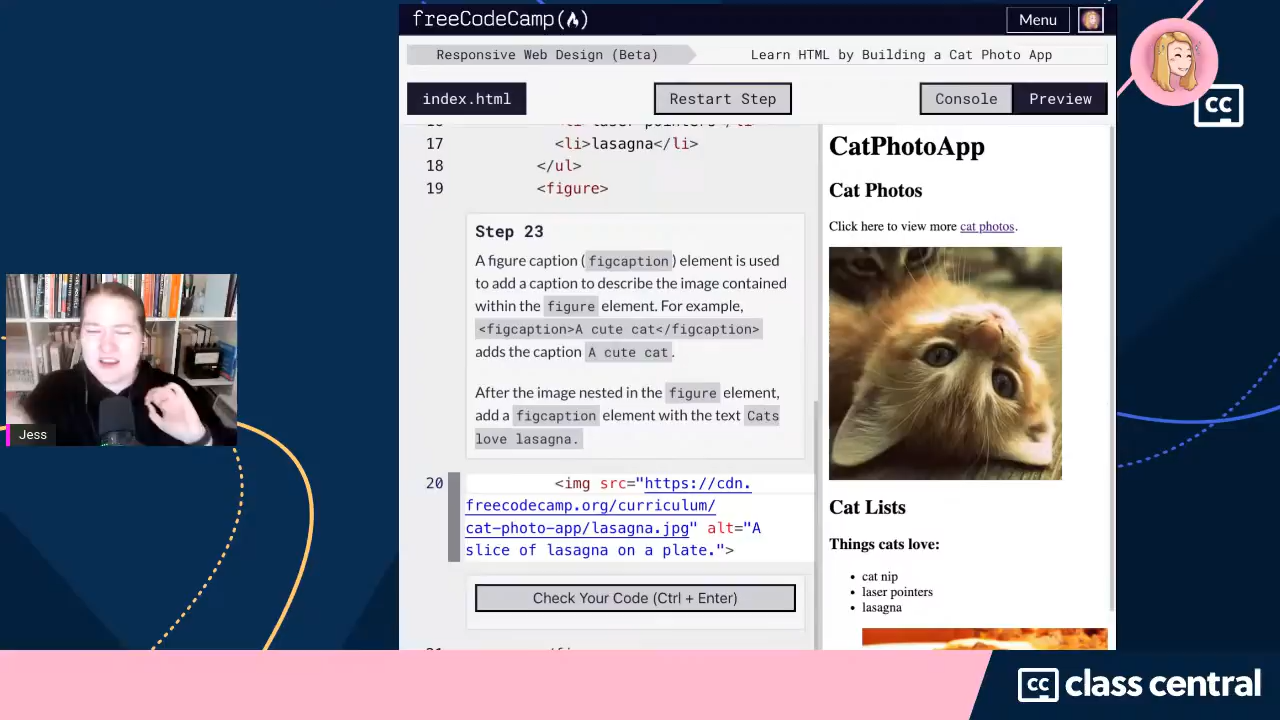 freeCodeCamp
Menu
Responsive Web Design (Beta)
Learn HTML by Building a Cat Photo App
index.html
Restart Step
Console
Preview
cc
16 <li>laser pointers</li>
17 <li>lasagna</li>
18 </ul>
19 <figure>
Step 23
A figure caption ( figcaption ) element is used
to add a caption to describe the image contained
within the figure element. For example,
<figcaption>A cute cat</figcaption>
adds the caption A cute cat .
After the image nested in the figure element,
add a figcaption element with the text Cats
love lasagna.
20 <img src="https://cdn.
freecodecamp.org/curriculum/
cat-photo-app/lasagna.jpg" alt="A
slice of lasagna on a plate.">
Check Your Code (Ctrl + Enter)
CatPhotoApp
Cat Photos
Click here to view more cat photos.
Cat Lists
Things cats love:
• cat nip
• laser pointers
• lasagna
Jess
cc class central